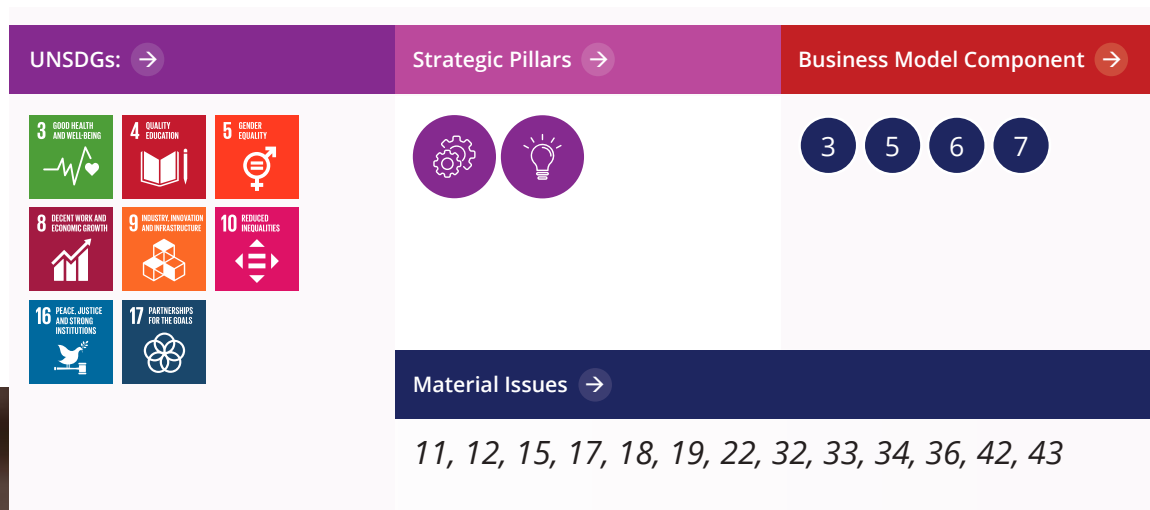 UNSDGs:
Strategic Pillars
Business Model Component
3 GOOD HEALTH
AND WELL-BEING
4 QUALITY
EDUCATION
5 GENDER
EQUALITY
8 DECENT WORK AND
ECONOMIC GROWTH
9 INDUSTRY, INNOVATION
AND INFRASTRUCTURE
10 REDUCED
INEQUALITIES
16 PEACE, JUSTICE
AND STRONG
INSTITUTIONS
17 PARTNERSHIPS
FOR THE GOALS
3 5 6 7
Material Issues
11, 12, 15, 17, 18, 19, 22, 32, 33, 34, 36, 42, 43